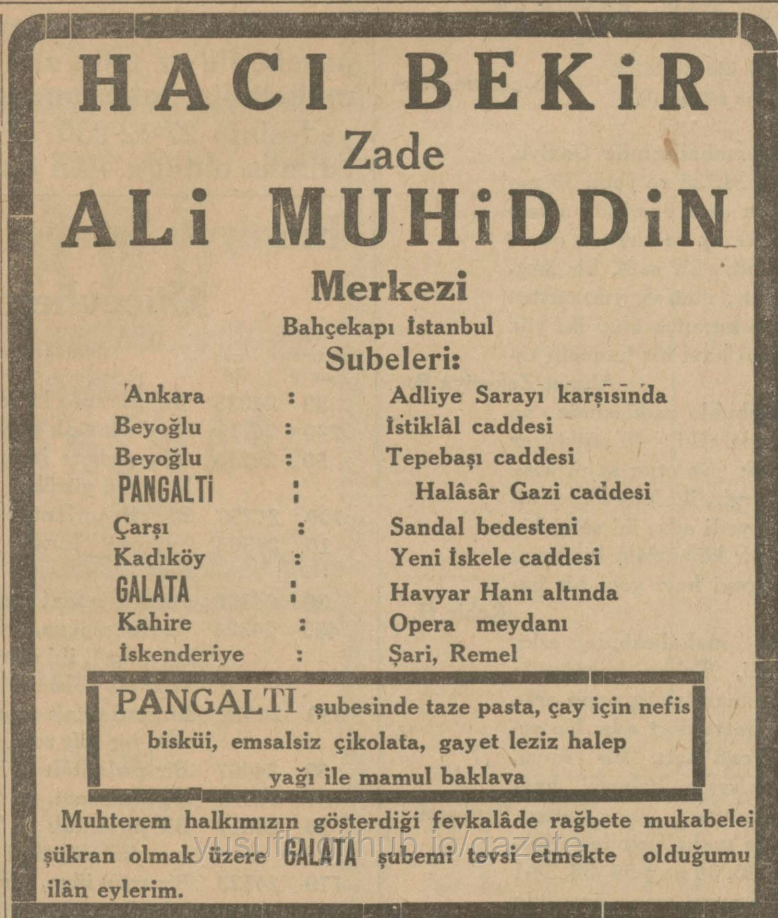 HACI BEKiR
Zade
ALi MUHiDDiN
Merkezi
Bahçekapı İstanbul
Subeleri:
Ankara : Adliye Sarayı karşısında
Beyoğlu : İstiklâl caddesi
Beyoğlu : Tepebaşı caddesi
PANGALTİ : Halâsâr Gazi caddesi
Çarşı : Sandal bedesteni
Kadıköy : Yeni İskele caddesi
GALATA : Havyar Hanı altında
Kahire : Opera meydanı
İskenderiye : Şari, Remel
PANGALTI şubesinde taze pasta, çay için nefis
bisküi, emsalsiz çikolata, gayet leziz halep
yağı ile mamul baklava
Muhterem halkımızın gösterdiği fevkalâde rağbete mukabelei
şükran olmak üzere GALATA şubemi tevsi etmekte olduğumu
ilân eylerim.
yusufb.github.io/gazete